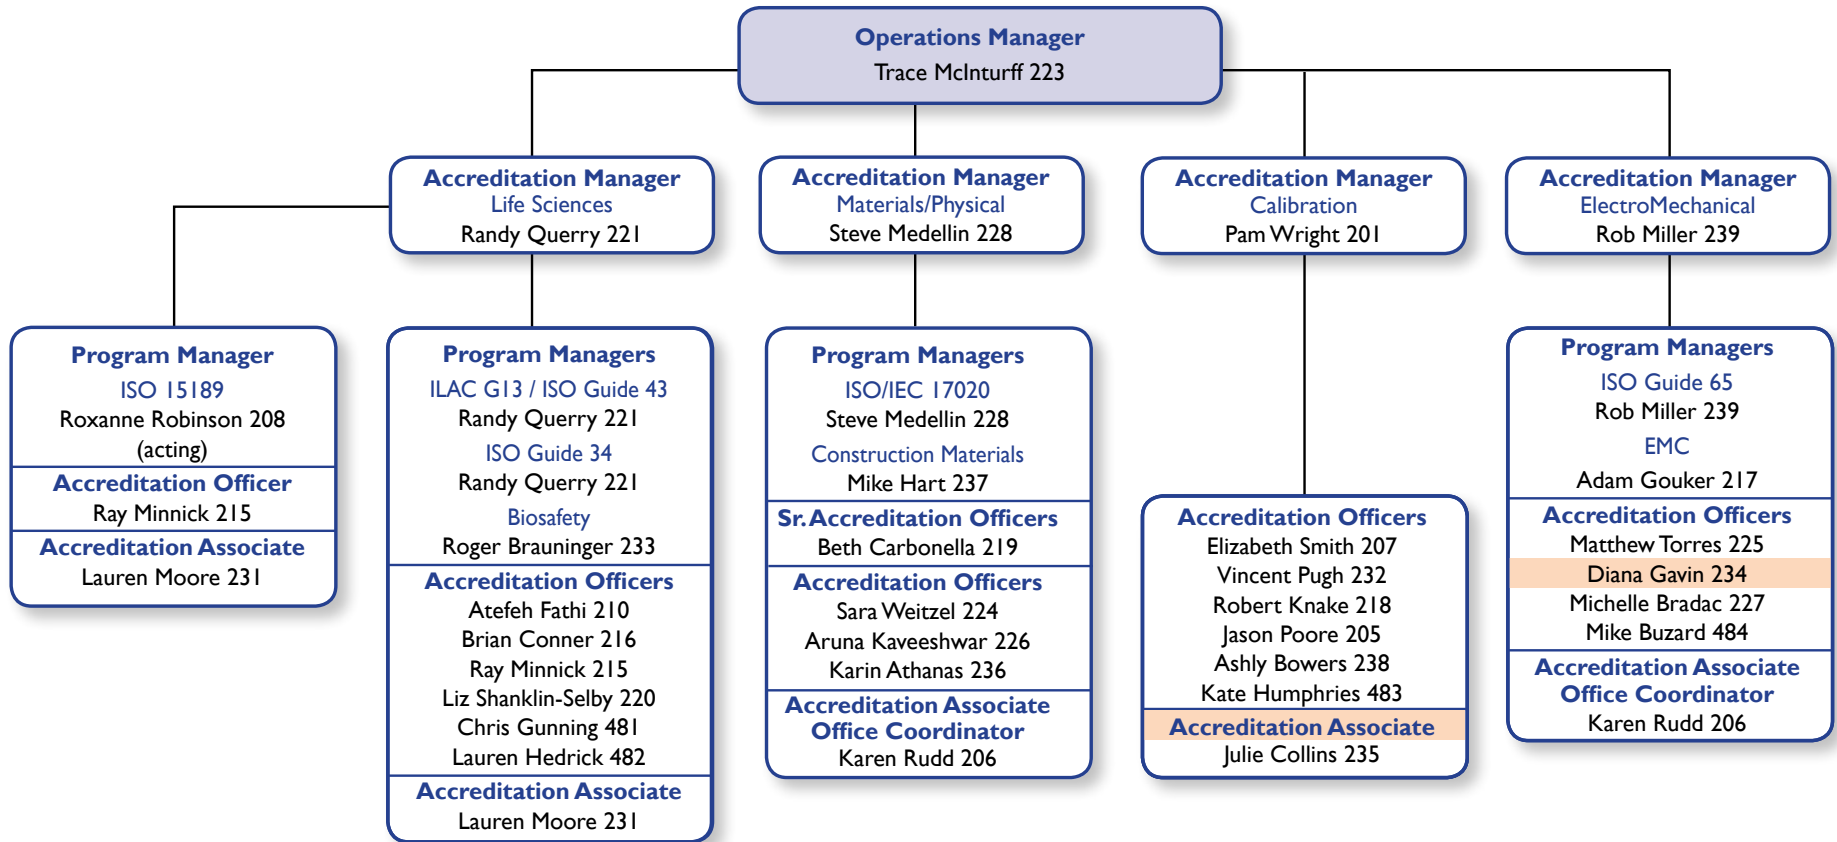 Operations Manager
Trace McInturff 223
Accreditation Manager
Life Sciences
Randy Querry 221
Accreditation Manager
Materials/Physical
Steve Medellin 228
Accreditation Manager
Calibration
Pam Wright 201
Accreditation Manager
ElectroMechanical
Rob Miller 239
Program Manager
ISO 15189
Roxanne Robinson 208
(acting)
Accreditation Officer
Ray Minnick 215
Accreditation Associate
Lauren Moore 231
Program Managers
ILAC G13 / ISO Guide 43
Randy Querry 221
ISO Guide 34
Randy Querry 221
Biosafety
Roger Brauninger 233
Accreditation Officers
Atefeh Fathi 210
Brian Conner 216
Ray Minnick 215
Liz Shanklin-Selby 220
Chris Gunning 481
Lauren Hedrick 482
Accreditation Associate
Lauren Moore 231
Program Managers
ISO/IEC 17020
Steve Medellin 228
Construction Materials
Mike Hart 237
Sr. Accreditation Officers
Beth Carbonella 219
Accreditation Officers
Sara Weitzel 224
Aruna Kaveeshwar 226
Karin Athanas 236
Accreditation Associate
Office Coordinator
Karen Rudd 206
Accreditation Officers
Elizabeth Smith 207
Vincent Pugh 232
Robert Knake 218
Jason Poore 205
Ashly Bowers 238
Kate Humphries 483
Accreditation Associate
Julie Collins 235
Program Managers
ISO Guide 65
Rob Miller 239
EMC
Adam Gouker 217
Accreditation Officers
Matthew Torres 225
Diana Gavin 234
Michelle Bradac 227
Mike Buzard 484
Accreditation Associate
Office Coordinator
Karen Rudd 206